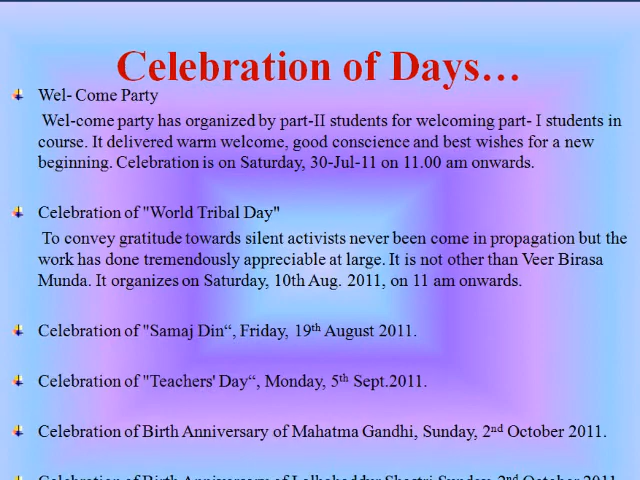 Celebration of Days…
Wel- Come Party
Wel-come party has organized by part-II students for welcoming part- I students in
course. It delivered warm welcome, good conscience and best wishes for a new
beginning. Celebration is on Saturday, 30-Jul-11 on 11.00 am onwards.
Celebration of "World Tribal Day"
To convey gratitude towards silent activists never been come in propagation but the
work has done tremendously appreciable at large. It is not other than Veer Birasa
Munda. It organizes on Saturday, 10th Aug. 2011, on 11 am onwards.
Celebration of "Samaj Din“, Friday, 19th August 2011.
Celebration of "Teachers' Day“, Monday, 5th Sept.2011.
Celebration of Birth Anniversary of Mahatma Gandhi, Sunday, 2nd October 2011.
Celebration of Birth Anniversary of